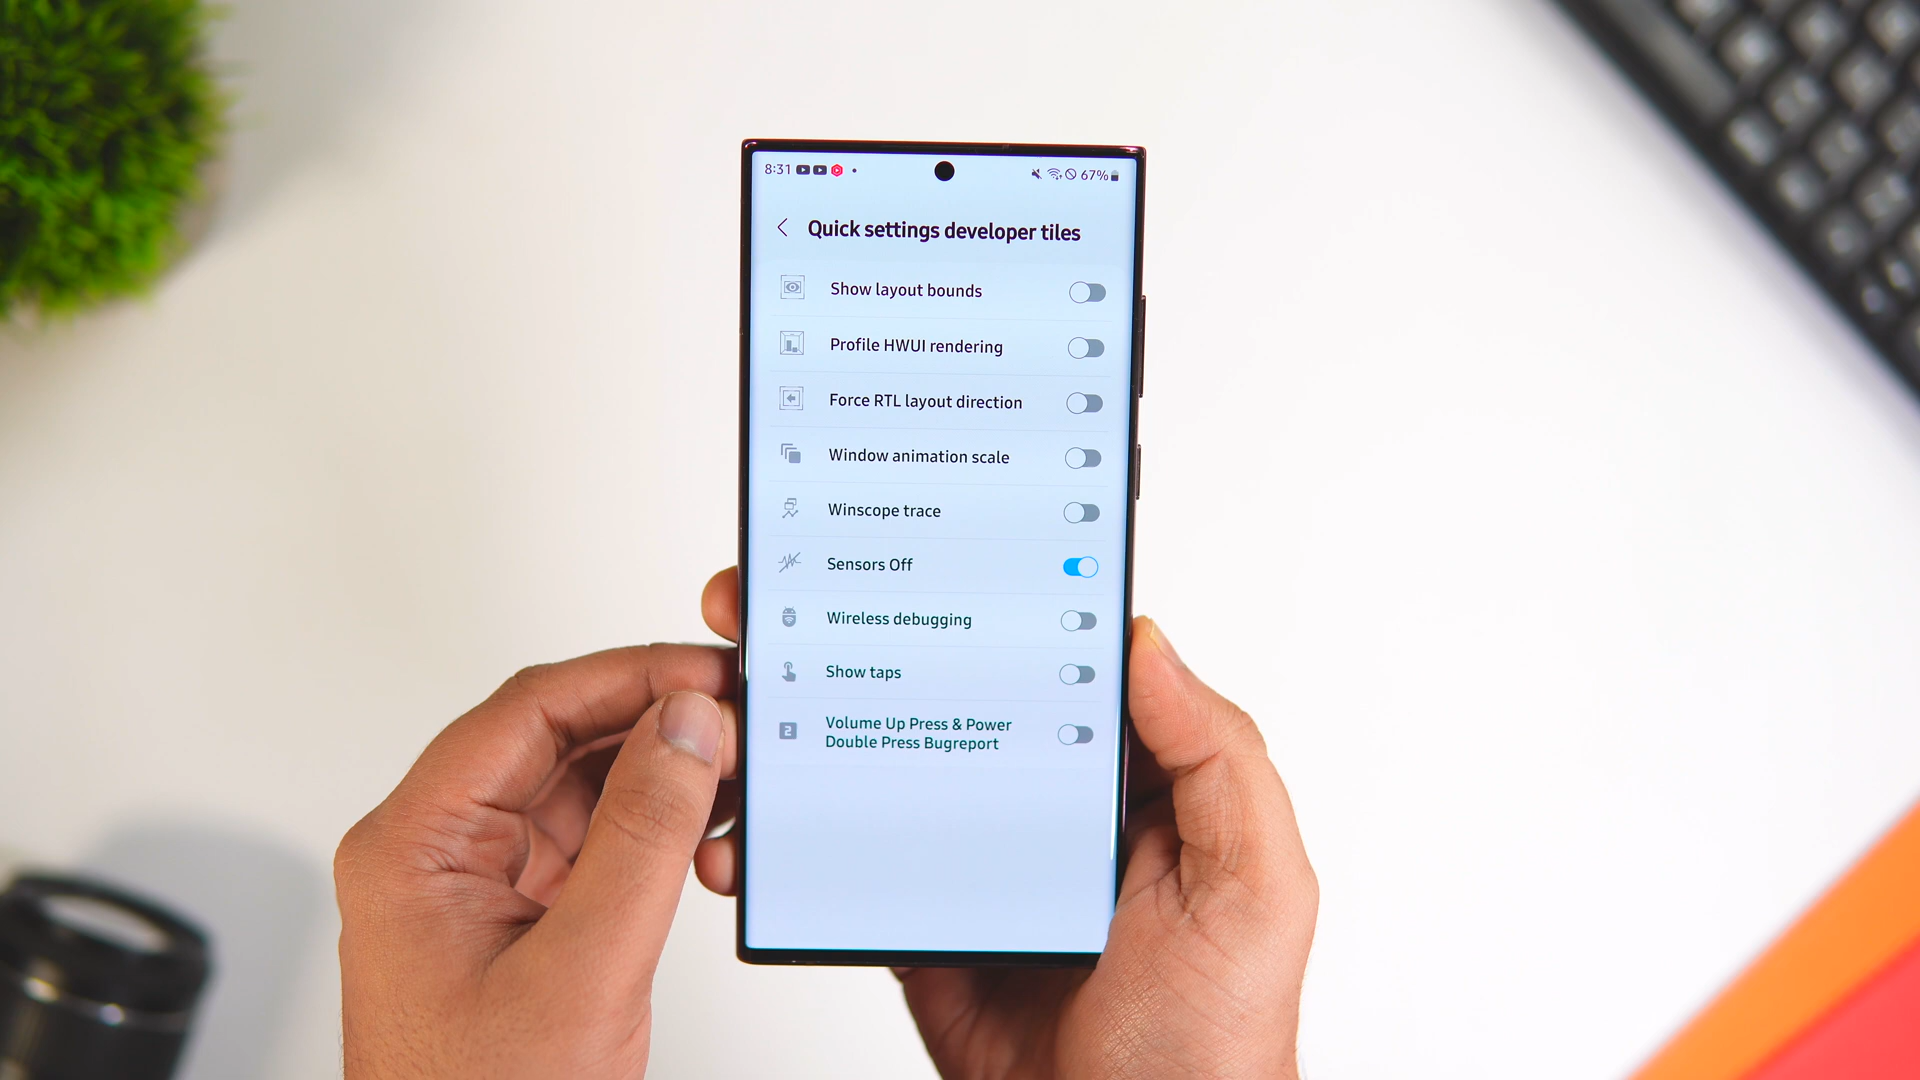 8:31
67%
Quick settings developer tiles
Show layout bounds
Profile HWUI rendering
Force RTL layout direction
Window animation scale
Winscope trace
Sensors Off
Wireless debugging
Show taps
2
Volume Up Press & Power
Double Press Bugreport